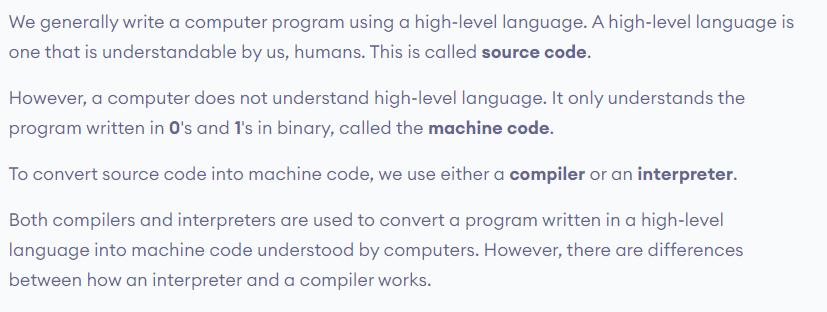 We generally write a computer program using a high-level language. A high-level language is
one that is understandable by us, humans. This is called source code.
However, a computer does not understand high-level language. It only understands the
program written in 0's and 1's in binary, called the machine code.
To convert source code into machine code, we use either a compiler or an interpreter.
Both compilers and interpreters are used to convert a program written in a high-level
language into machine code understood by computers. However, there are differences
between how an interpreter and a compiler works.